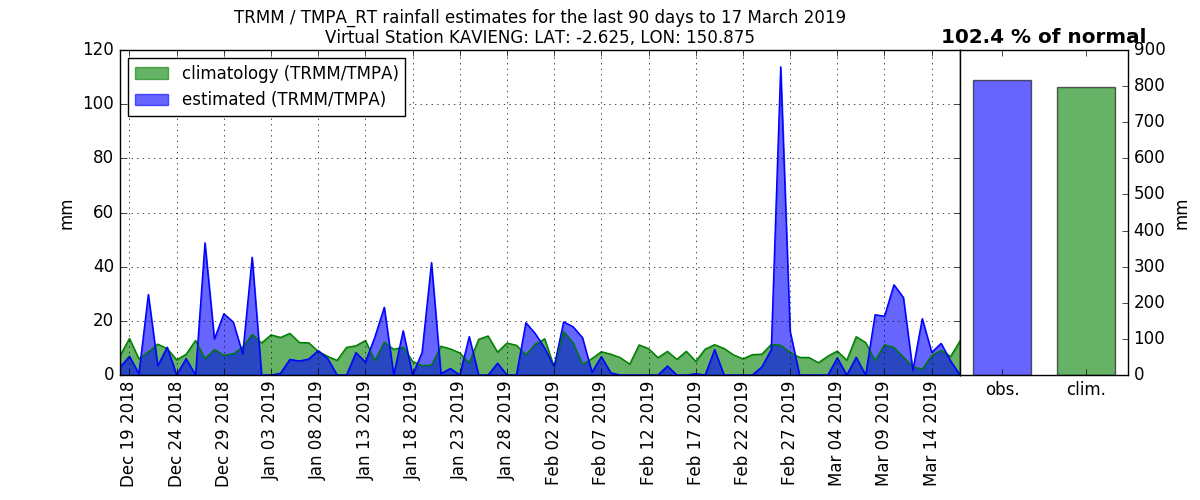 TRMM / TMPA_RT rainfall estimates for the last 90 days to 17 March 2019
Virtual Station KAVIENG: LAT: -2.625, LON: 150.875
102.4 % of normal
climatology (TRMM/TMPA)
estimated (TRMM/TMPA)
mm
120
100
80
60
40
20
0
Dec 19 2018
Dec 24 2018
Dec 29 2018
Jan 03 2019
Jan 08 2019
Jan 13 2019
Jan 18 2019
Jan 23 2019
Jan 28 2019
Feb 02 2019
Feb 07 2019
Feb 12 2019
Feb 17 2019
Feb 22 2019
Feb 27 2019
Mar 04 2019
Mar 09 2019
Mar 14 2019
900
800
700
600
500
400
300
200
100
0
mm
obs.
clim.